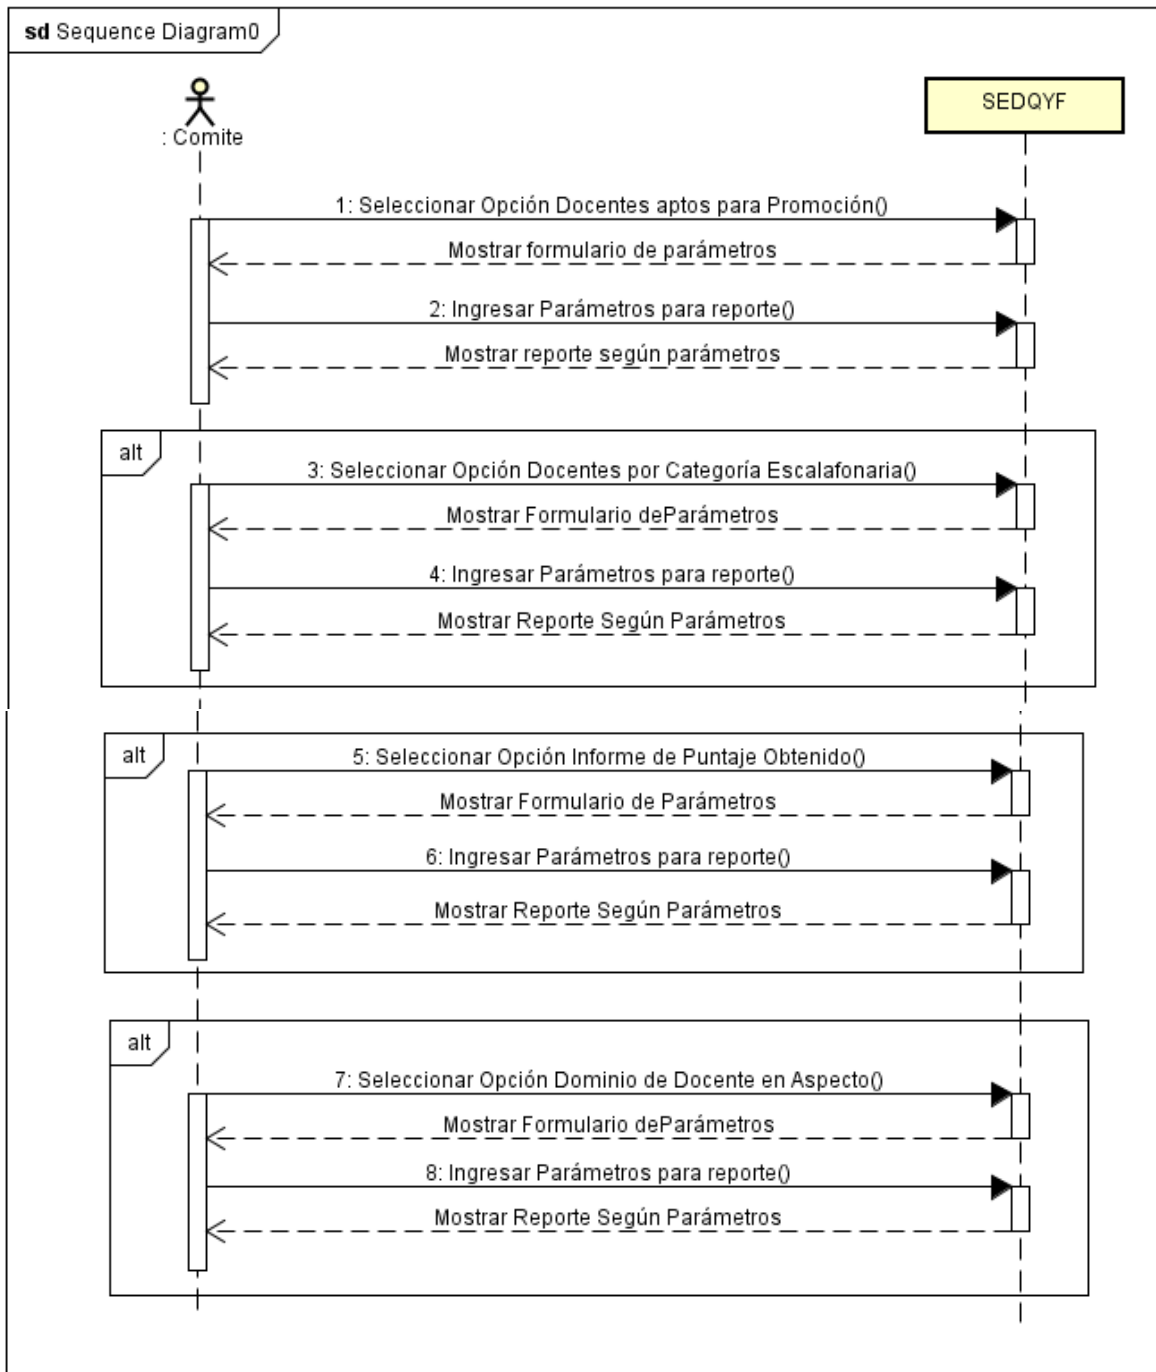 sd Sequence Diagram0
: Comite
SEDQYF
1: Seleccionar Opción Docentes aptos para Promoción()
Mostrar formulario de parámetros
2: Ingresar Parámetros para reporte()
Mostrar reporte según parámetros
alt
3: Seleccionar Opción Docentes por Categoría Escalafonaria()
Mostrar Formulario deParámetros
4: Ingresar Parámetros para reporte()
Mostrar Reporte Según Parámetros
alt
5: Seleccionar Opción Informe de Puntaje Obtenido()
Mostrar Formulario de Parámetros
6: Ingresar Parámetros para reporte()
Mostrar Reporte Según Parámetros
alt
7: Seleccionar Opción Dominio de Docente en Aspecto()
Mostrar Formulario deParámetros
8: Ingresar Parámetros para reporte()
Mostrar Reporte Según Parámetros